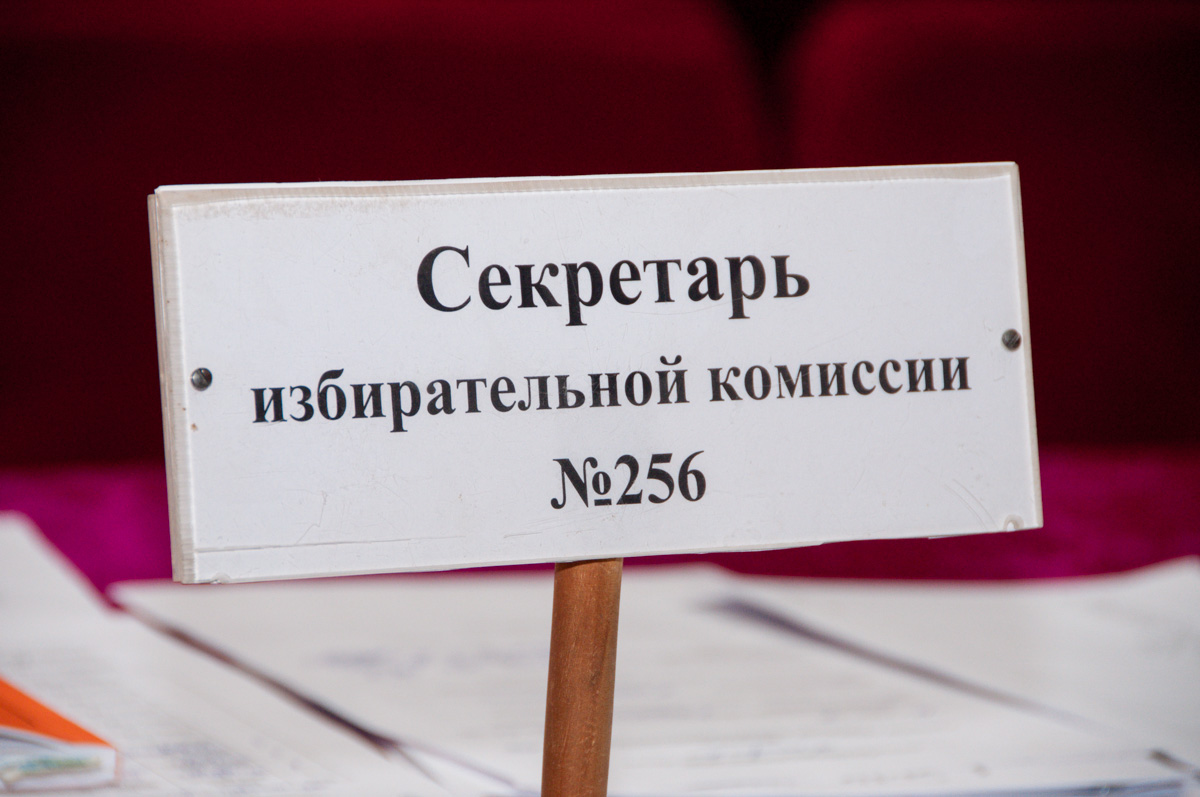 Секретарь
избирательной комиссии
№256